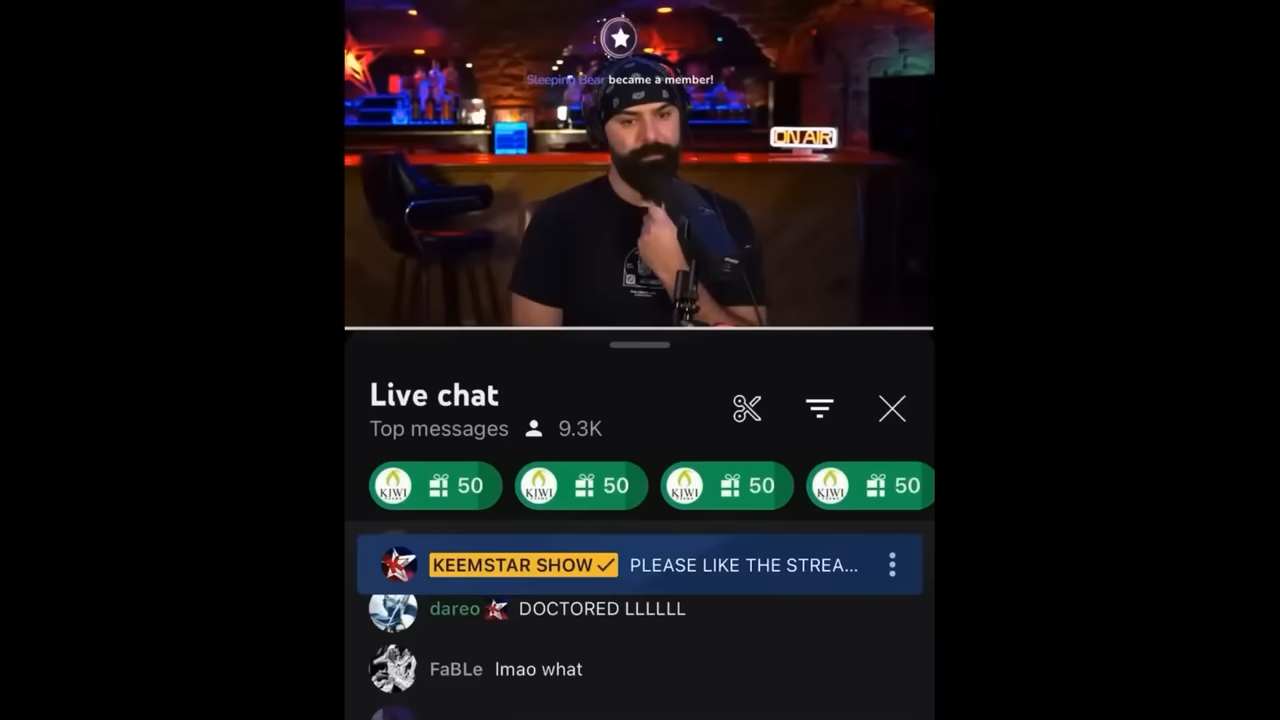 Sleeping Bear became a member!
ON AIR
Live chat
Top messages 9.3K
KIWI 50 KIWI 50 KIWI 50 KIWI 50
KEEMSTAR SHOW PLEASE LIKE THE STREA...
dareo DOCTORED LLLLLL
FaBLe lmao what